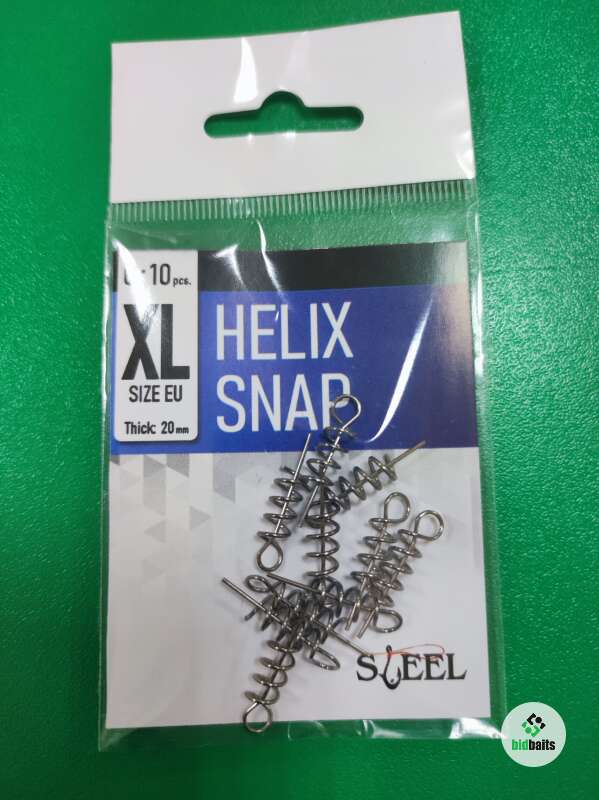 10 pcs.
XL
SIZE EU
Thick: 20 mm
HELIX
SNAP
STEEL
bidbaits